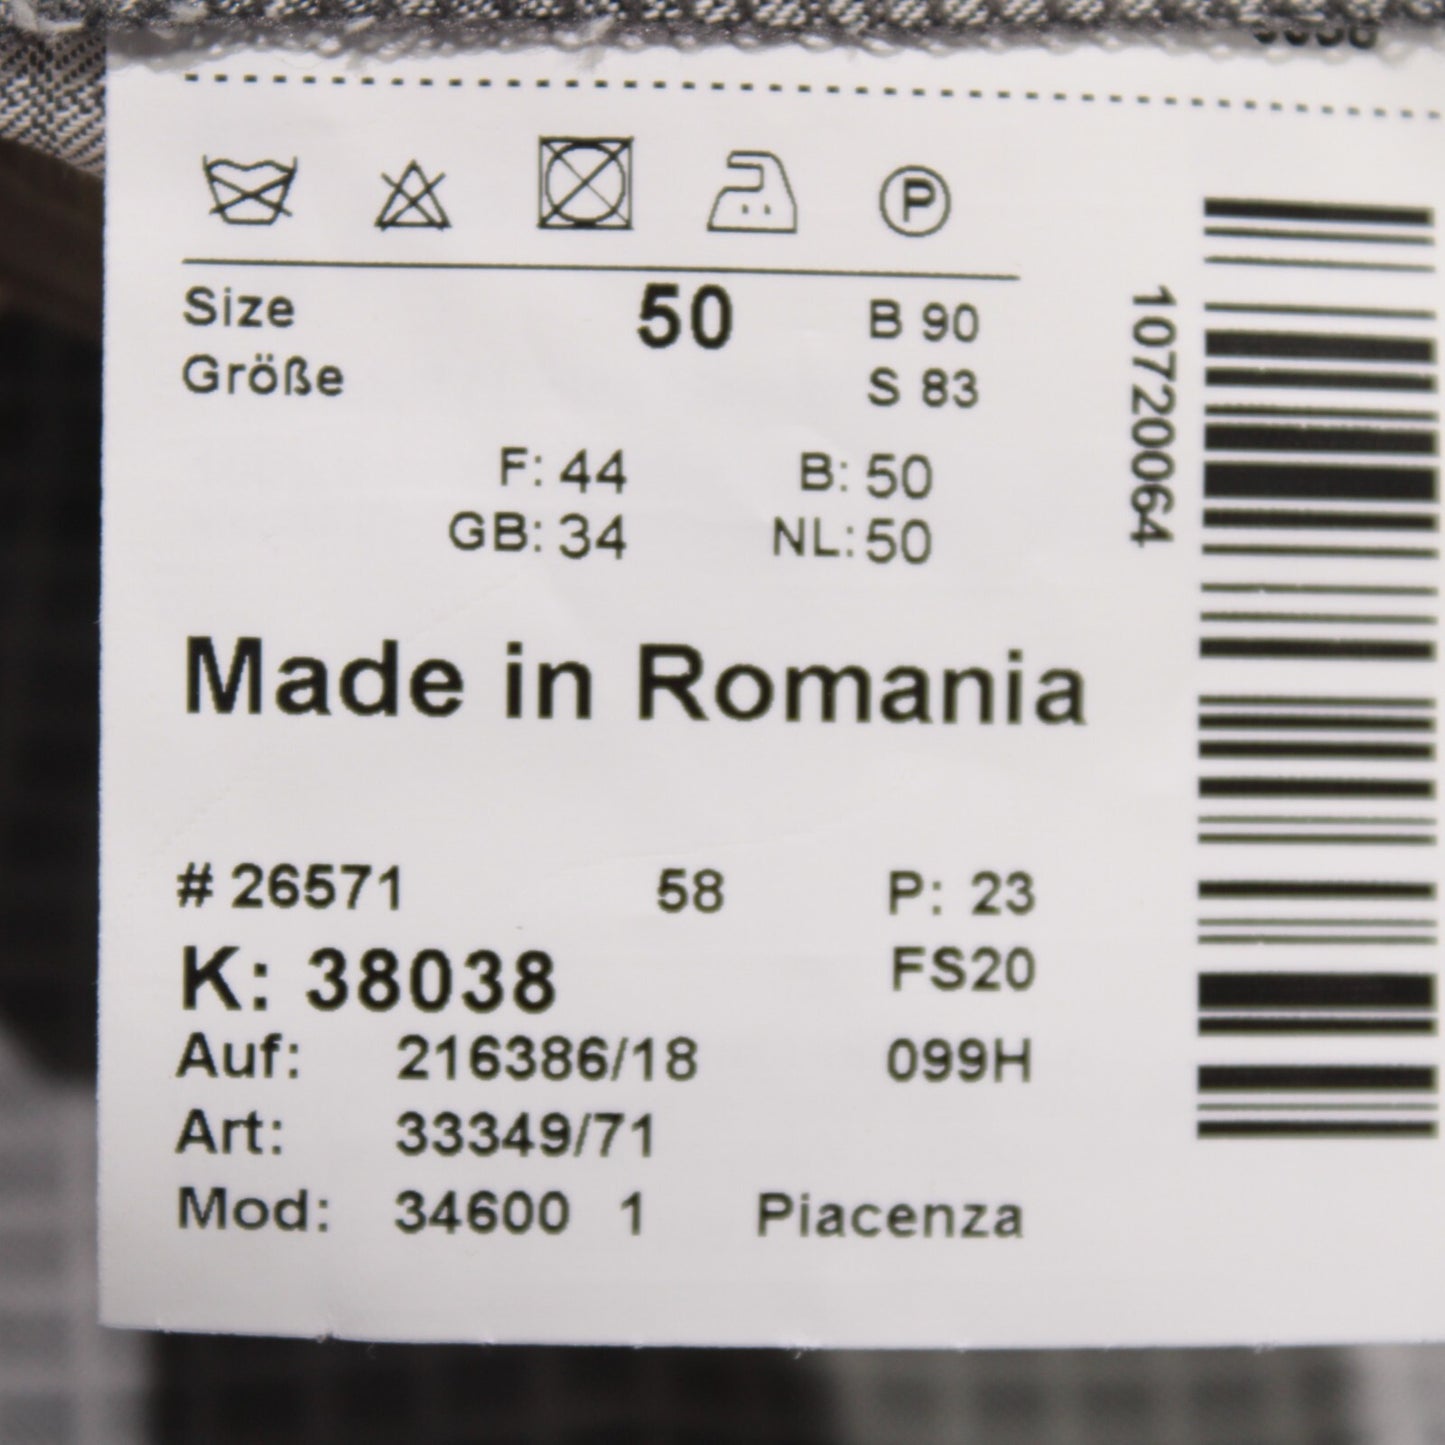 P
Size 50 B 90
Größe S 83
F: 44 B: 50
GB: 34 NL: 50
Made in Romania
# 26571 58 P: 23
K: 38038 FS20
Auf: 216386/18 099H
Art: 33349/71
Mod: 34600 1 Piacenza
10720064